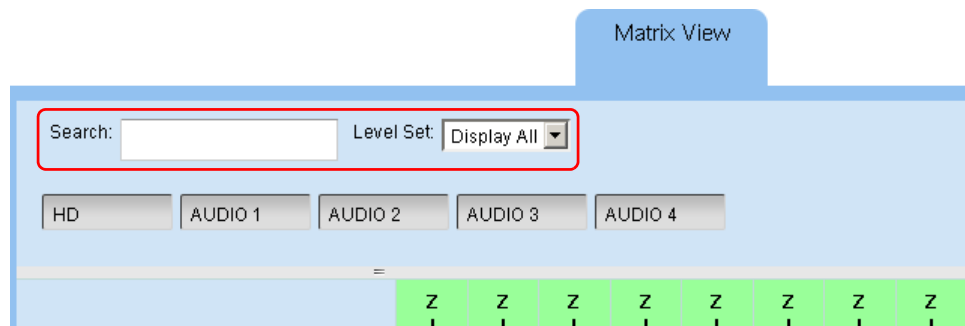 Matrix View
Search: Level Set: Display All
HD AUDIO 1 AUDIO 2 AUDIO 3 AUDIO 4
Z Z Z Z Z Z Z Z